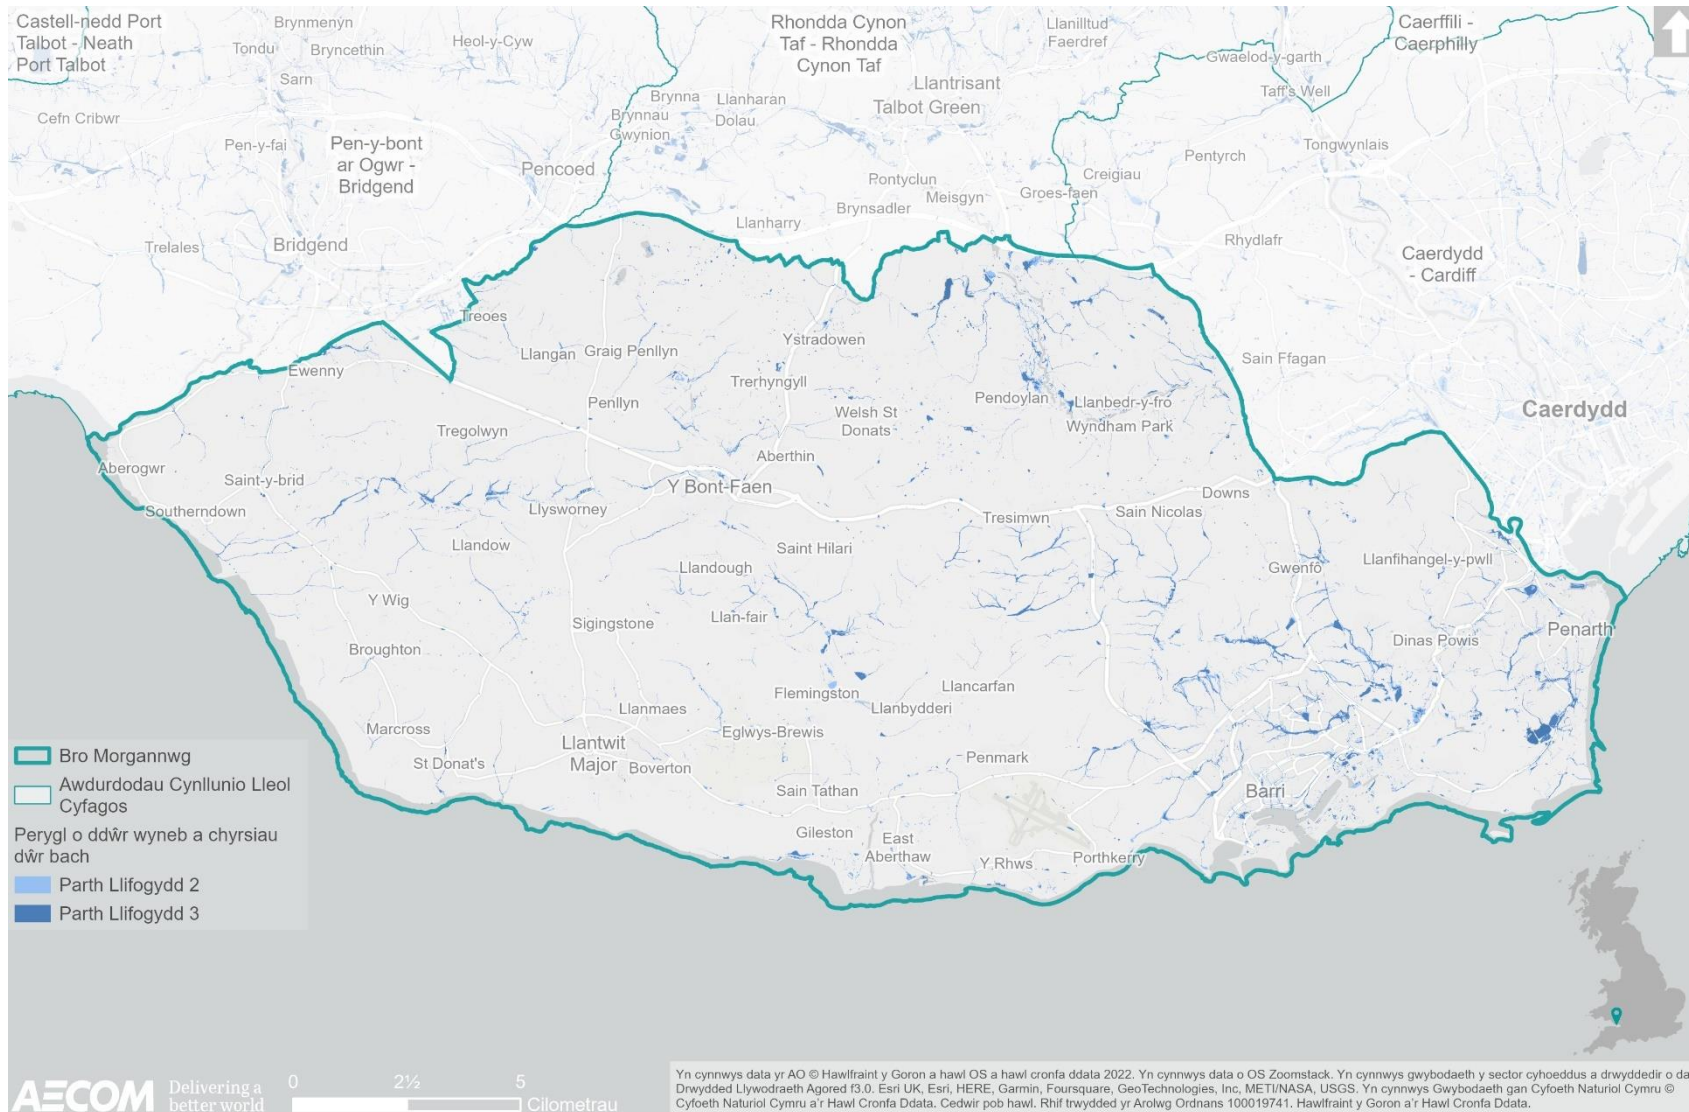 Castell-nedd Port
Talbot - Neath
Port Talbot
Brynmenyn
Tondu
Bryncethin
Heol-y-Cyw
Sarn
Cefn Cribwr
Pen-y-fai
Pen-y-bont
ar Ogwr -
Bridgend
Pencoed
Trelales
Bridgend
Rhondda Cynon
Taf - Rhondda
Cynon Taf
Llanilltud
Faerdref
Caerffili -
Caerphilly
Gwaelod-y-garth
Taff's Well
Llantrisant
Talbot Green
Brynna
Llanharan
Brynnau
Gwynion
Dolau
Tongwynlais
Pentyrch
Creigiau
Pontyclun
Meisgyn
Groes-faen
Brynsadler
Llanharry
Rhydlafr
Caerdydd
- Cardiff
Treoes
Ystradowen
Llangan
Graig Penllyn
Sain Ffagan
Ewenny
Trerhyngyll
Penllyn
Pendoylan
Llanbedr-y-fro
Wyndham Park
Welsh St
Donats
Caerdydd
Tregolwyn
Aberthin
Aberogwr
Saint-y-brid
Y Bont-Faen
Downs
Southerndown
Llysworney
Tresimwn
Sain Nicolas
Llandow
Saint Hilari
Llandough
Gwenfo
Llanfihangel-y-pwll
Y Wig
Sigingstone
Llan-fair
Penarth
Dinas Powis
Broughton
Flemingston
Llancarfan
Llanmaes
Llanbydderi
Marcross
Eglwys-Brewis
Llantwit
Major
St Donat's
Boverton
Penmark
Sain Tathan
Barri
Gileston
East
Aberthaw
Y Rhws
Porthkerry
Bro Morgannwg
Awdurdodau Cynllunio Lleol
Cyfagos
Perygl o ddŵr wyneb a chyrsiau
dŵr bach
Parth Llifogydd 2
Parth Llifogydd 3
AECOM
Delivering a
better world
0 2½ 5
Cilometrau
Yn cynnwys data yr AO © Hawlfraint y Goron a hawl OS a hawl cronfa ddata 2022. Yn cynnwys data o OS Zoomstack. Yn cynnwys gwybodaeth y sector cyhoeddus a drwyddedir o da
Drwydded Llywodraeth Agored f3.0. Esri UK, Esri, HERE, Garmin, Foursquare, GeoTechnologies, Inc, METI/NASA, USGS. Yn cynnwys Gwybodaeth gan Cyfoeth Naturiol Cymru ©
Cyfoeth Naturiol Cymru a'r Hawl Cronfa Ddata. Cedwir pob hawl. Rhif trwydded yr Arolwg Ordnans 100019741. Hawlfraint y Goron a'r Hawl Cronfa Ddata.